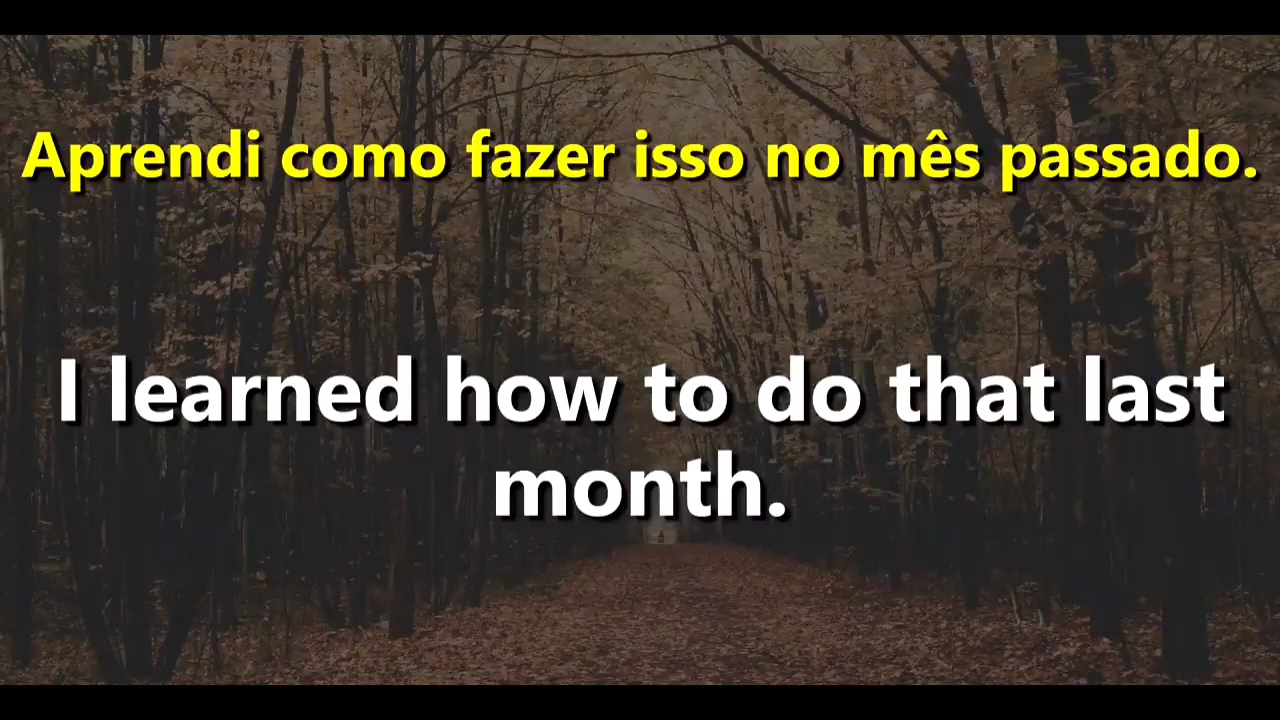 Aprendi como fazer isso no mês passado.
I learned how to do that last
month.